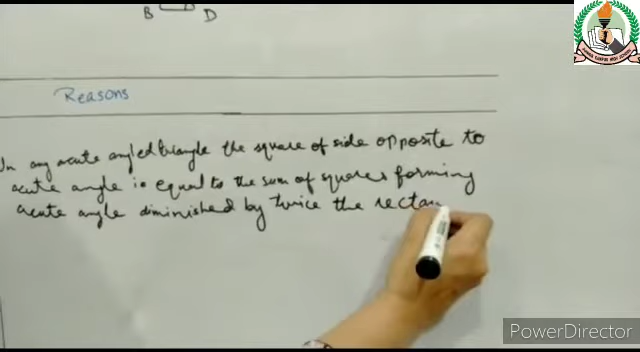 B D
Reasons
In any acute angled triangle the square of side opposite to
acute angle is equal to the sum of squares forming
acute angle diminished by twice the rectan
PowerDirector